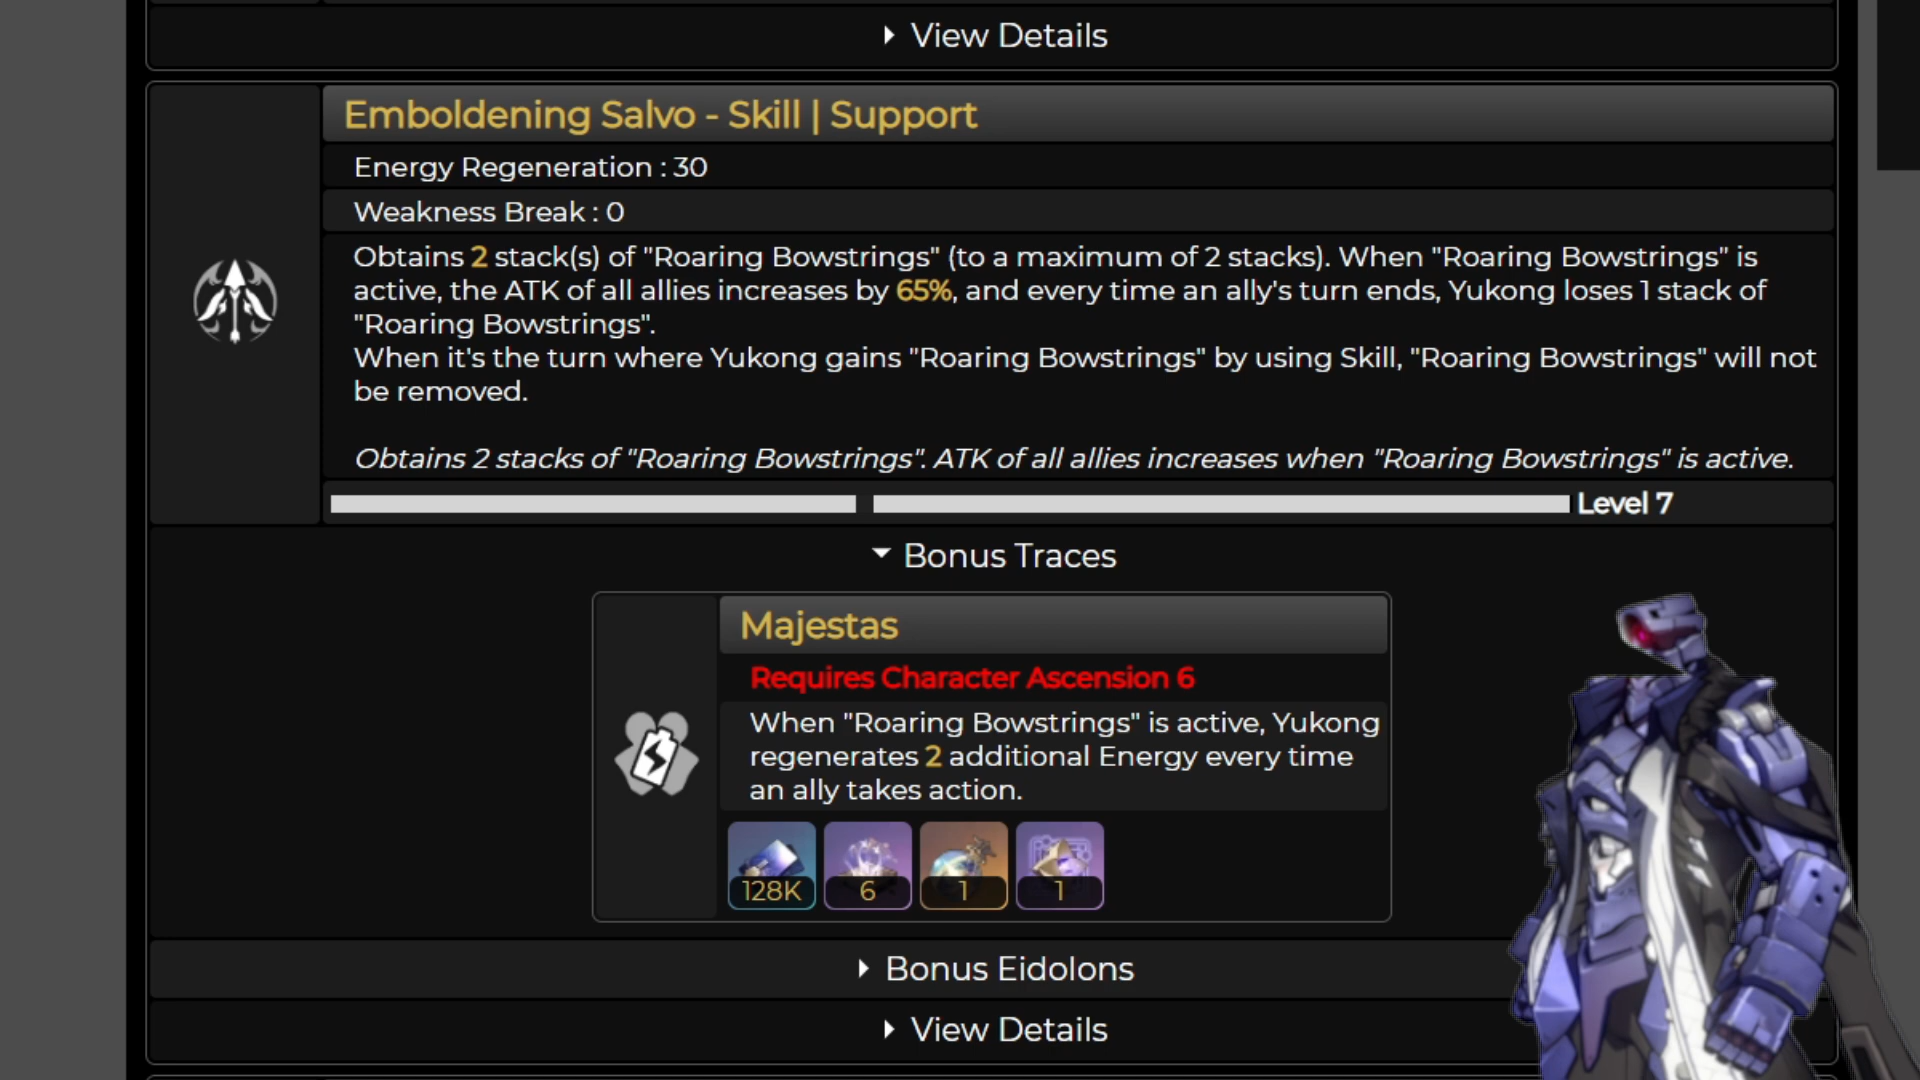 View Details
Emboldening Salvo - Skill | Support
Energy Regeneration : 30
Weakness Break : 0
Obtains 2 stack(s) of "Roaring Bowstrings" (to a maximum of 2 stacks). When "Roaring Bowstrings" is
active, the ATK of all allies increases by 65%, and every time an ally's turn ends, Yukong loses 1 stack of
"Roaring Bowstrings".
When it's the turn where Yukong gains "Roaring Bowstrings" by using Skill, "Roaring Bowstrings" will not
be removed.
Obtains 2 stacks of "Roaring Bowstrings". ATK of all allies increases when "Roaring Bowstrings" is active.
Level 7
Bonus Traces
Majestas
Requires Character Ascension 6
When "Roaring Bowstrings" is active, Yukong
regenerates 2 additional Energy every time
an ally takes action.
128K 6 1 1
Bonus Eidolons
View Details